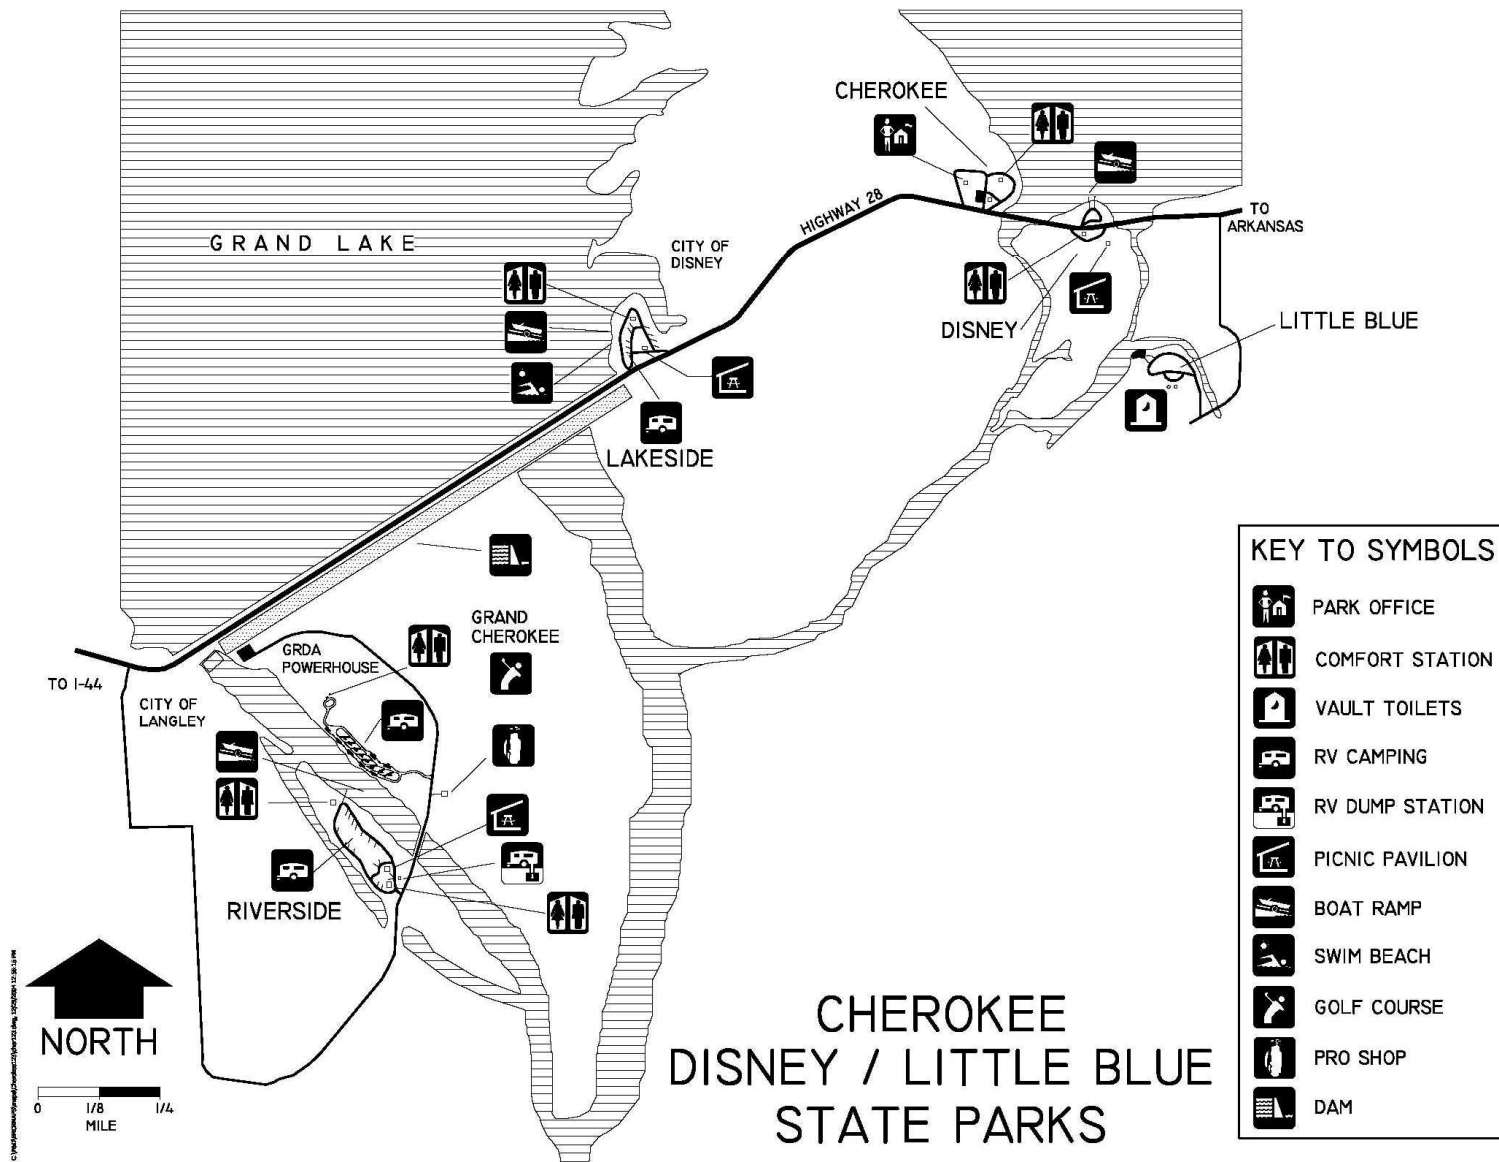 CHEROKEE
HIGHWAY 28
TO
ARKANSAS
GRAND LAKE
CITY OF
DISNEY
DISNEY
LITTLE BLUE
LAKESIDE
GRAND
CHEROKEE
GRDA
POWERHOUSE
TO I-44
CITY OF
LANGLEY
RIVERSIDE
NORTH
0 1/8 1/4
MILE
CHEROKEE
DISNEY / LITTLE BLUE
STATE PARKS
KEY TO SYMBOLS
PARK OFFICE
COMFORT STATION
VAULT TOILETS
RV CAMPING
RV DUMP STATION
PICNIC PAVILION
BOAT RAMP
SWIM BEACH
GOLF COURSE
PRO SHOP
DAM